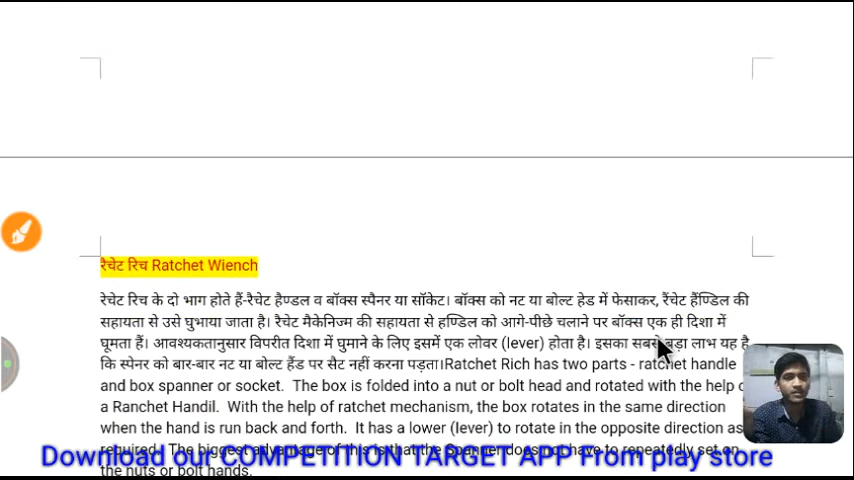 रैचेट रिच Ratchet Wiench
रेचेट रिच के दो भाग होते हैं-रैचेट हैण्डल व बॉक्स स्पैनर या सॉकेट। बॉक्स को नट या बोल्ट हेड में फेसाकर, रैंचेट हैंण्डिल की
सहायता से उसे घुभाया जाता है। रैचेट मैकेनिज्म की सहायता से हण्डिल को आगे-पीछे चलाने पर बॉक्स एक ही दिशा में
घूमता हैं। आवश्यकतानुसार विपरीत दिशा में घुमाने के लिए इसमें एक लोवर (lever) होता है। इसका सबसे बड़ा लाभ यह है
कि स्पेनर को बार-बार नट या बोल्ट हैंड पर सैट नहीं करना पड़ता।Ratchet Rich has two parts - ratchet handle
and box spanner or socket. The box is folded into a nut or bolt head and rotated with the help
a Ranchet Handil. With the help of ratchet mechanism, the box rotates in the same direction
when the hand is run back and forth. It has a lower (lever) to rotate in the opposite direction as
required. The biggest advantage of this is that the Spanner does not have to repeatedly set on
the nuts or bolt hands.
Download our COMPETITION TARGET APP From play store